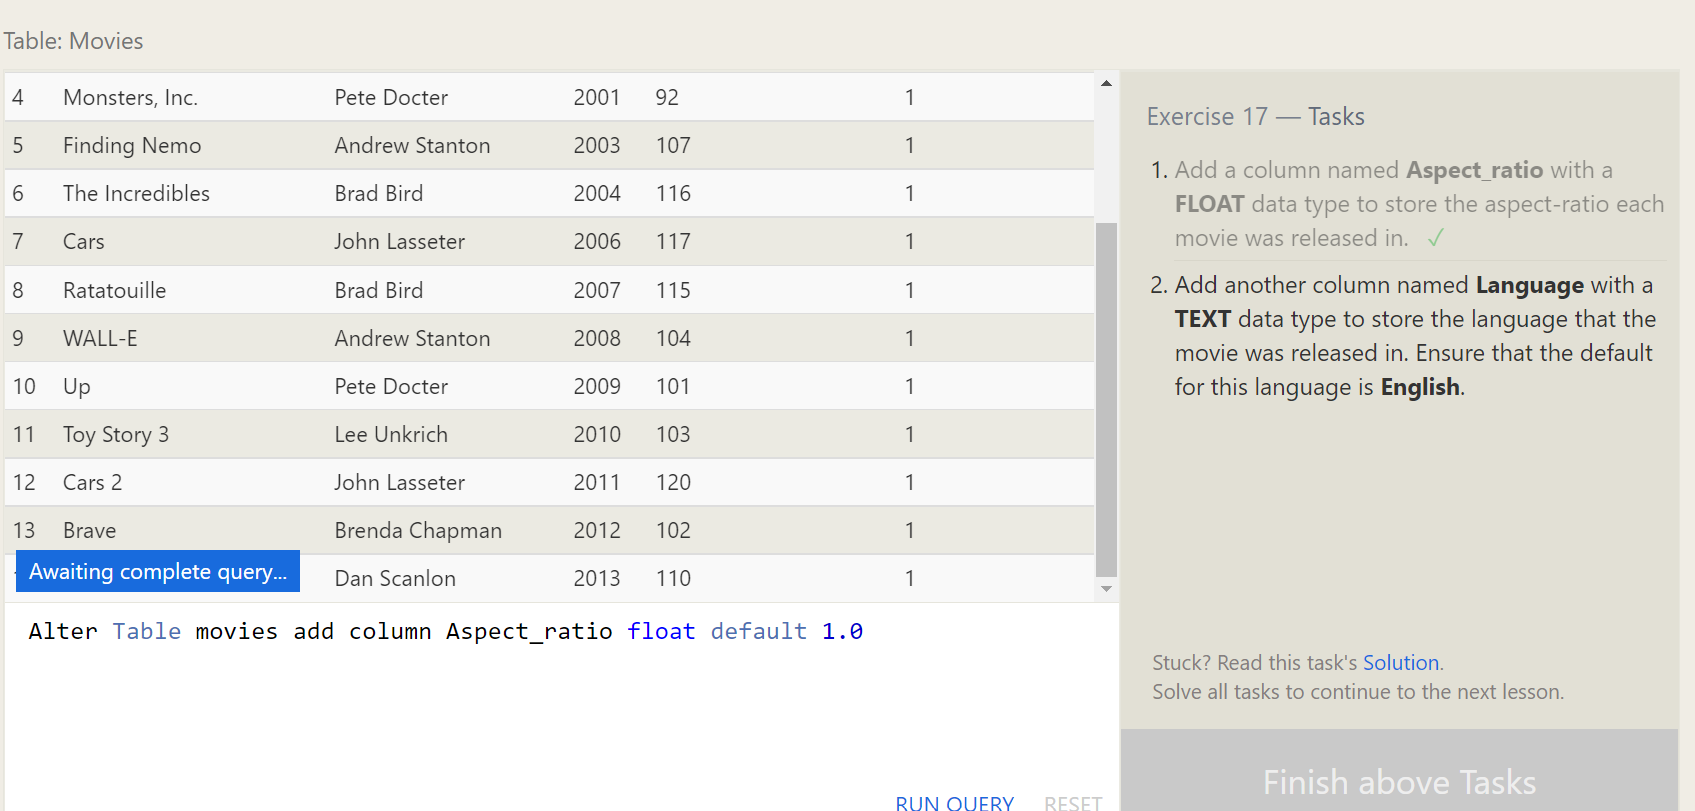 Table: Movies
4 Monsters, Inc. Pete Docter 2001 92 1
5 Finding Nemo Andrew Stanton 2003 107 1
6 The Incredibles Brad Bird 2004 116 1
7 Cars John Lasseter 2006 117 1
8 Ratatouille Brad Bird 2007 115 1
9 WALL-E Andrew Stanton 2008 104 1
10 Up Pete Docter 2009 101 1
11 Toy Story 3 Lee Unkrich 2010 103 1
12 Cars 2 John Lasseter 2011 120 1
13 Brave Brenda Chapman 2012 102 1
Dan Scanlon 2013 110 1
Awaiting complete query...
Alter Table movies add column Aspect_ratio float default 1.0
RUN QUERY RESET
Exercise 17 — Tasks
1. Add a column named Aspect_ratio with a
FLOAT data type to store the aspect-ratio each
movie was released in. ✓
2. Add another column named Language with a
TEXT data type to store the language that the
movie was released in. Ensure that the default
for this language is English.
Stuck? Read this task's Solution.
Solve all tasks to continue to the next lesson.
Finish above Tasks